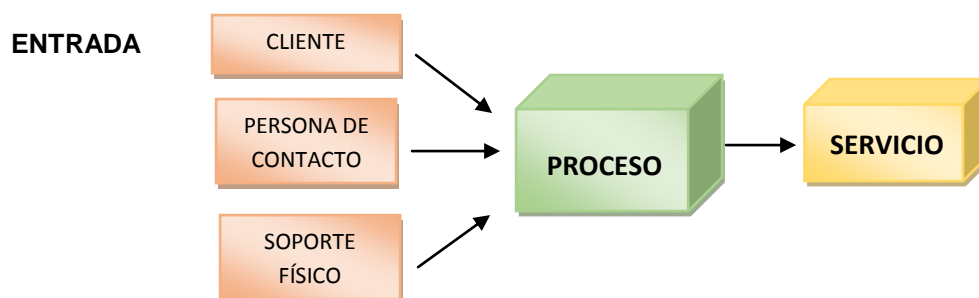 ENTRADA
CLIENTE
PERSONA DE
CONTACTO
SOPORTE
FÍSICO
PROCESO
SERVICIO